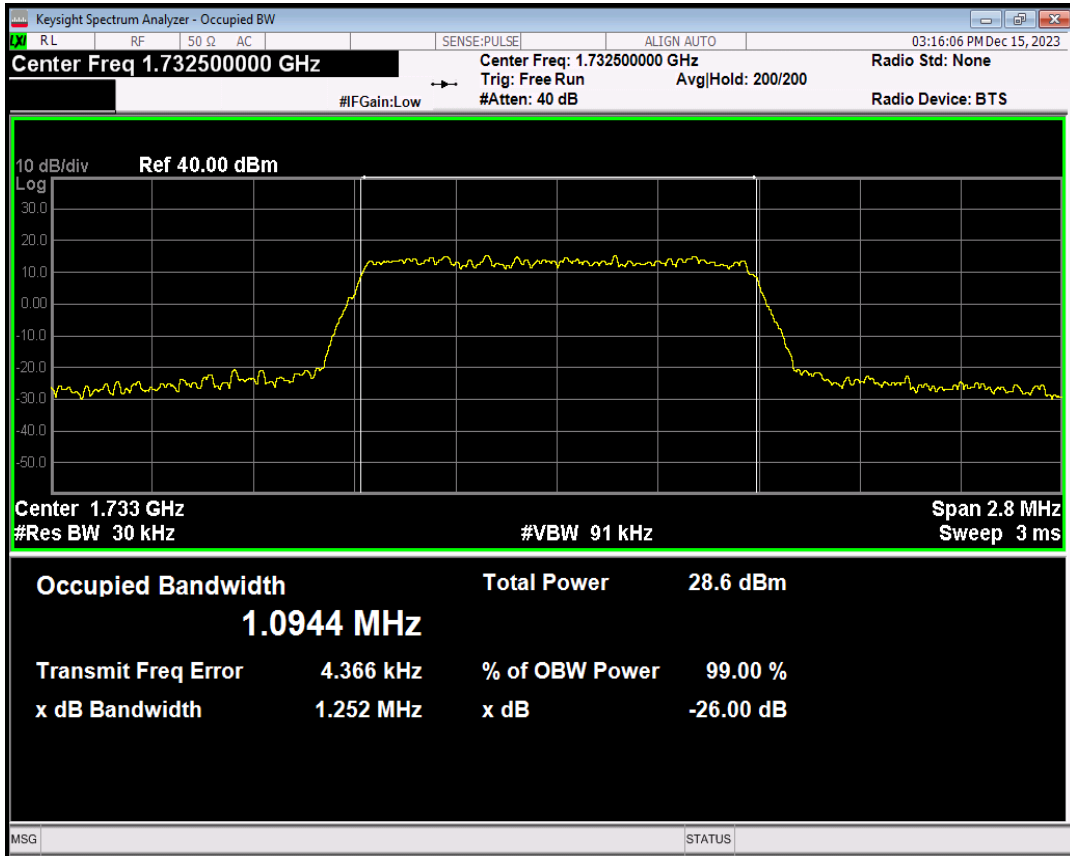 Keysight Spectrum Analyzer - Occupied BW
LXI RL RF 50 Ω AC SENSE:PULSE ALIGN AUTO 03:16:06 PM Dec 15, 2023
Center Freq 1.732500000 GHz Center Freq: 1.732500000 GHz Radio Std: None
Trig: Free Run Avg|Hold: 200/200
#IFGain:Low #Atten: 40 dB Radio Device: BTS
10 dB/div Ref 40.00 dBm
Log
30.0
20.0
10.0
0.00
-10.0
-20.0
-30.0
-40.0
-50.0
Center 1.733 GHz Span 2.8 MHz
#Res BW 30 kHz #VBW 91 kHz Sweep 3 ms
Occupied Bandwidth Total Power 28.6 dBm
1.0944 MHz
Transmit Freq Error 4.366 kHz % of OBW Power 99.00 %
x dB Bandwidth 1.252 MHz x dB -26.00 dB
MSG STATUS